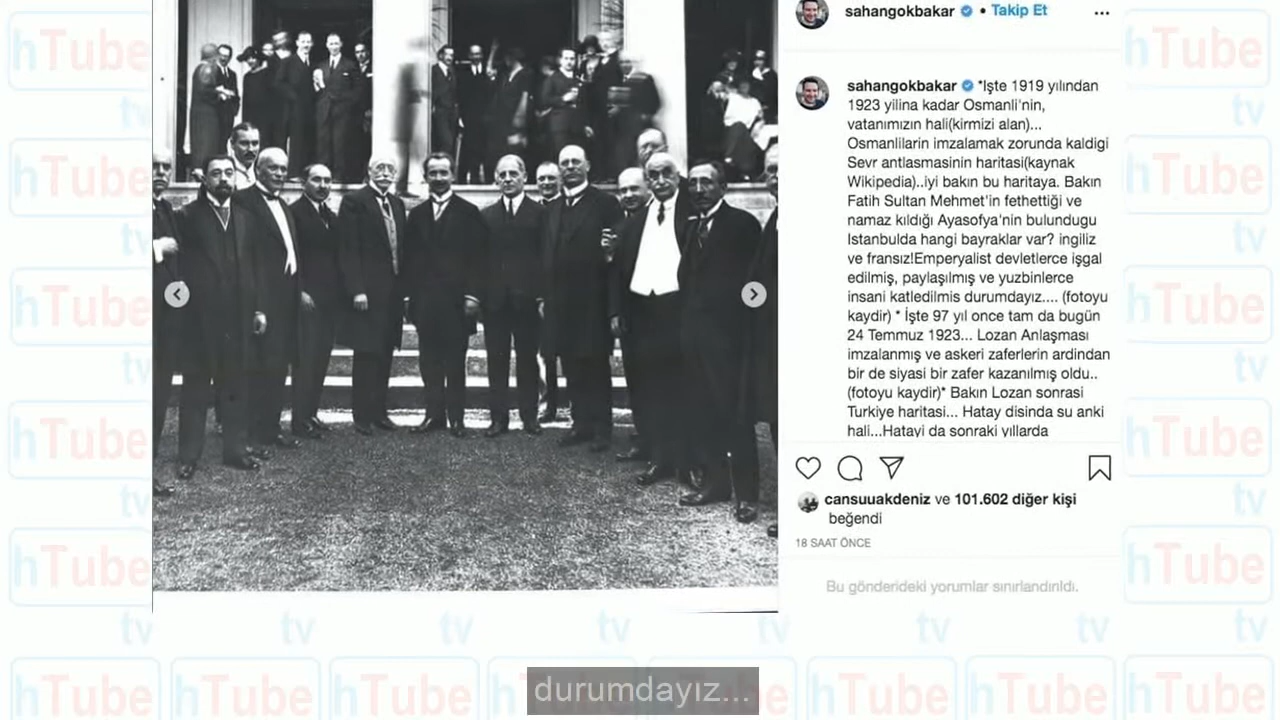 sahangokbakar • Takip Et
sahangokbakar *Işte 1919 yılından
1923 yilina kadar Osmanli'nin,
vatanımızın hali(kirmizi alan)...
Osmanlilarin imzalamak zorunda kaldigi
Sevr antlasmasinin haritasi(kaynak
Wikipedia)..iyi bakın bu haritaya. Bakın
Fatih Sultan Mehmet'in fethettiği ve
namaz kıldığı Ayasofya'nin bulundugu
Istanbulda hangi bayraklar var? ingiliz
ve fransız!Emperyalist devletlerce işgal
edilmiş, paylaşılmış ve yuzbinlerce
insani katledilmis durumdayız.... (fotoyu
kaydir) * İşte 97 yıl once tam da bugün
24 Temmuz 1923... Lozan Anlaşması
imzalanmış ve askeri zaferlerin ardindan
bir de siyasi bir zafer kazanılmış oldu..
(fotoyu kaydir)* Bakın Lozan sonrasi
Turkiye haritasi... Hatay disinda su anki
hali...Hatayi da sonraki yıllarda
cansuuakdeniz ve 101.602 diğer kişi
beğendi
18 SAAT ÖNCE
Bu gönderideki yorumlar sınırlandırıldı.
durumdayız...
hTube
tv